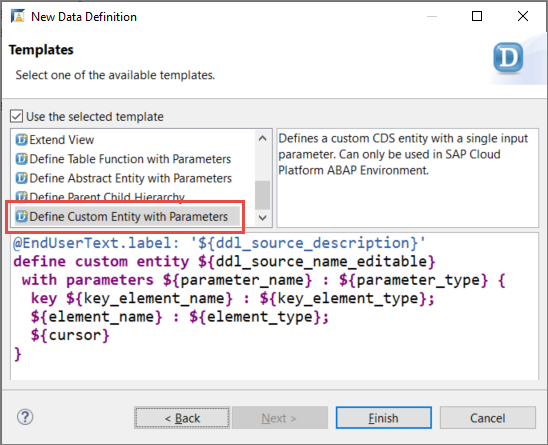 New Data Definition
Templates
Select one of the available templates.
D
Use the selected template
D Extend View
D Define Table Function with Parameters
D Define Abstract Entity with Parameters
D Define Parent Child Hierarchy
D Define Custom Entity with Parameters
Defines a custom CDS entity with a single input
parameter. Can only be used in SAP Cloud
Platform ABAP Environment.
@EndUserText.label: '${ddl_source_description}'
define custom entity ${ddl_source_name_editable}
with parameters ${parameter_name} : ${parameter_type} {
key ${key_element_name} : ${key_element_type};
${element_name} : ${element_type};
${cursor}
}
?
< Back
Next >
Finish
Cancel